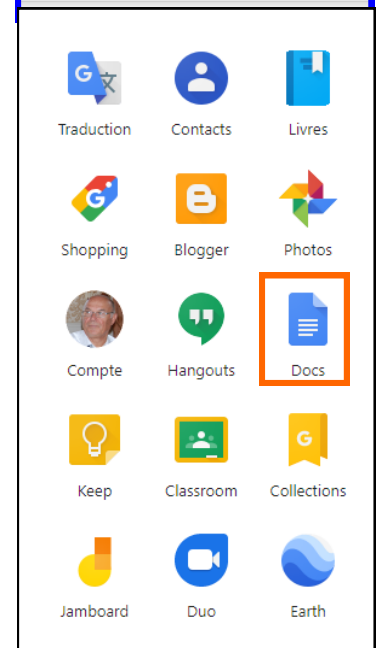 Traduction Contacts Livres
Shopping Blogger Photos
Compte Hangouts Docs
Keep Classroom Collections
Jamboard Duo Earth